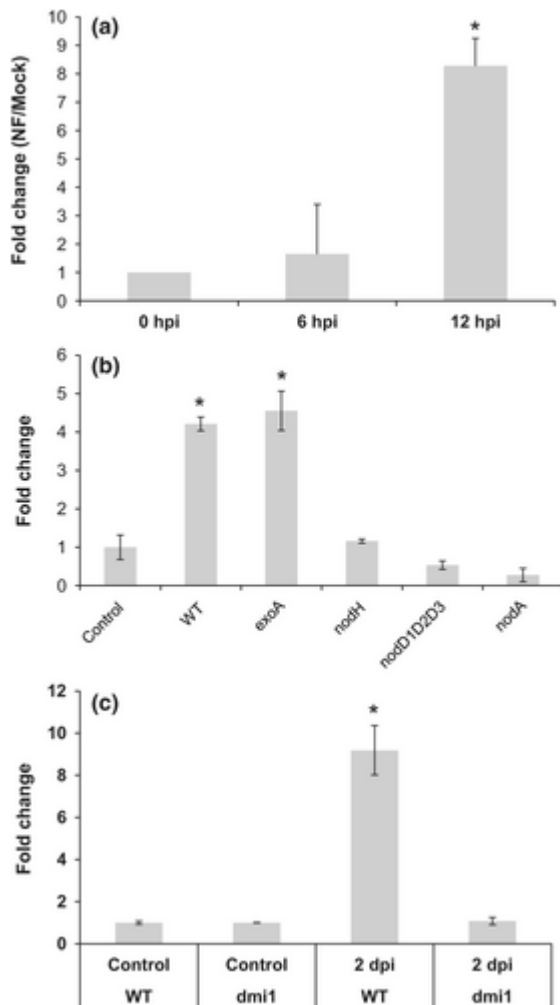 (a)
Fold change (NF/Mock)
10
9
8
7
6
5
4
3
2
1
0
*
0 hpi 6 hpi 12 hpi
(b)
Fold change
6
5
4
3
2
1
0
* *
Control WT exoA nodH nodD1D2D3 nodA
(c)
Fold change
12
10
8
6
4
2
0
*
Control Control 2 dpi 2 dpi
WT dmi1 WT dmi1